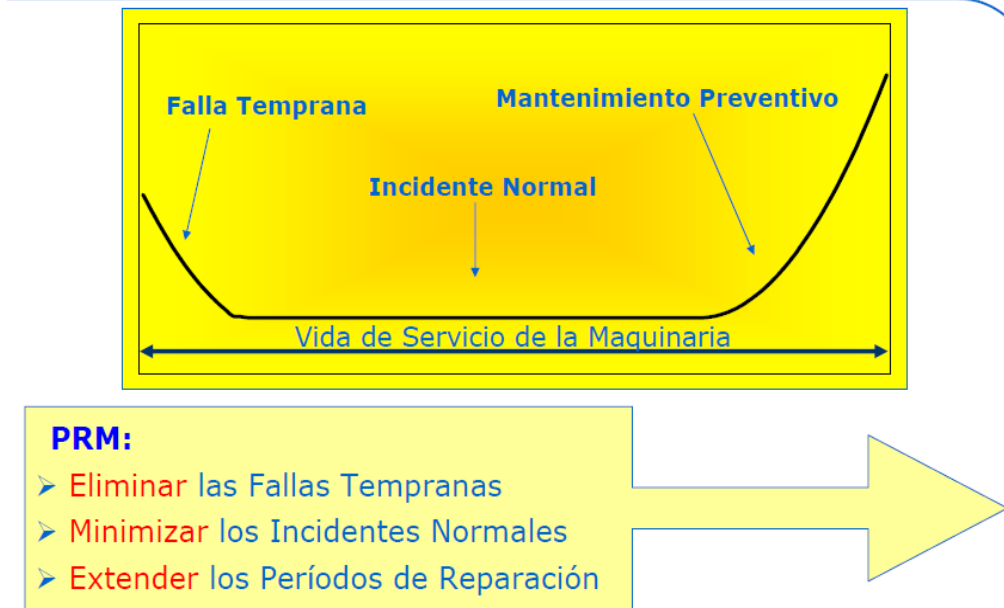 Falla Temprana
Mantenimiento Preventivo
Incidente Normal
Vida de Servicio de la Maquinaria
PRM:
➢ Eliminar las Fallas Tempranas
➢ Minimizar los Incidentes Normales
➢ Extender los Períodos de Reparación